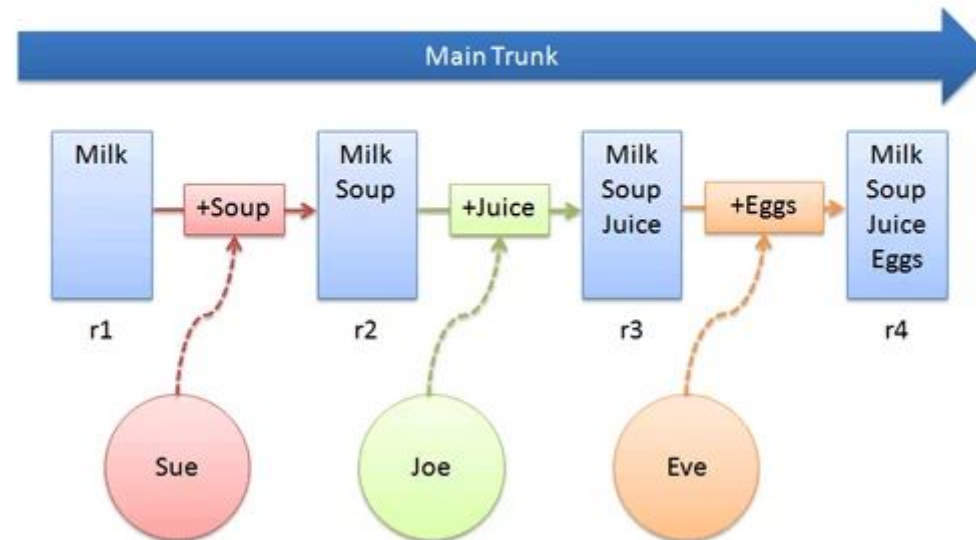 Main Trunk
Milk
+Soup
Milk
Soup
+Juice
Milk
Soup
Juice
+Eggs
Milk
Soup
Juice
Eggs
r1
r2
r3
r4
Sue
Joe
Eve